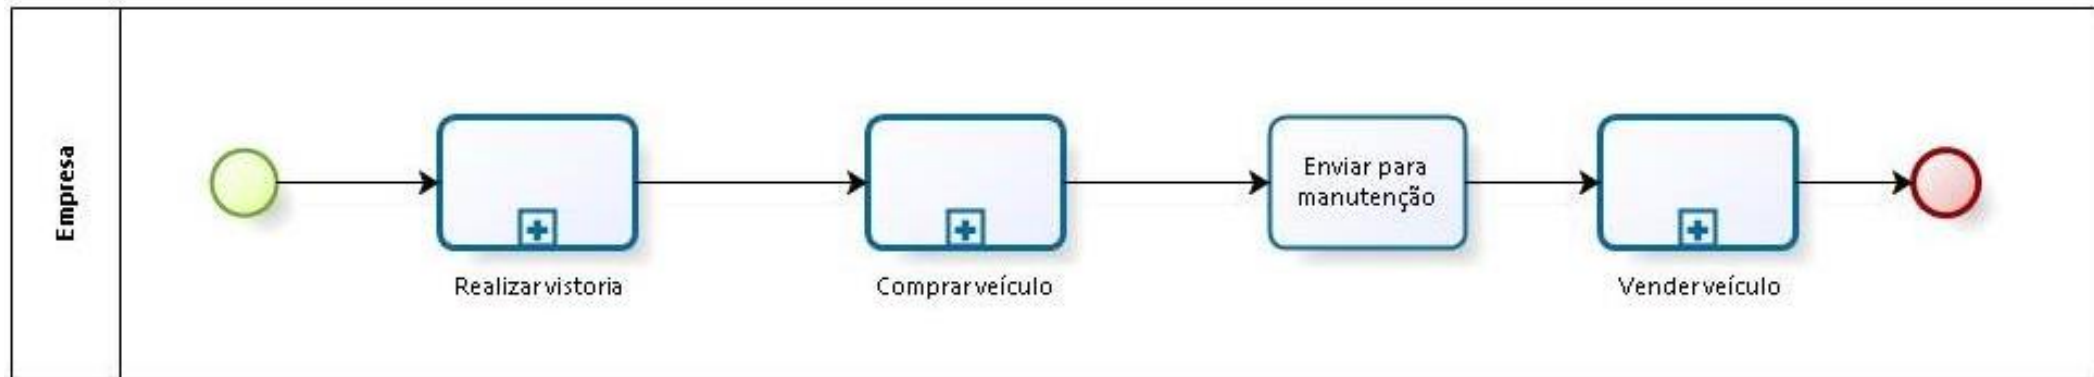 Empresa
Realizar vistoria
Comprar veículo
Enviar para
manutenção
Vender veículo